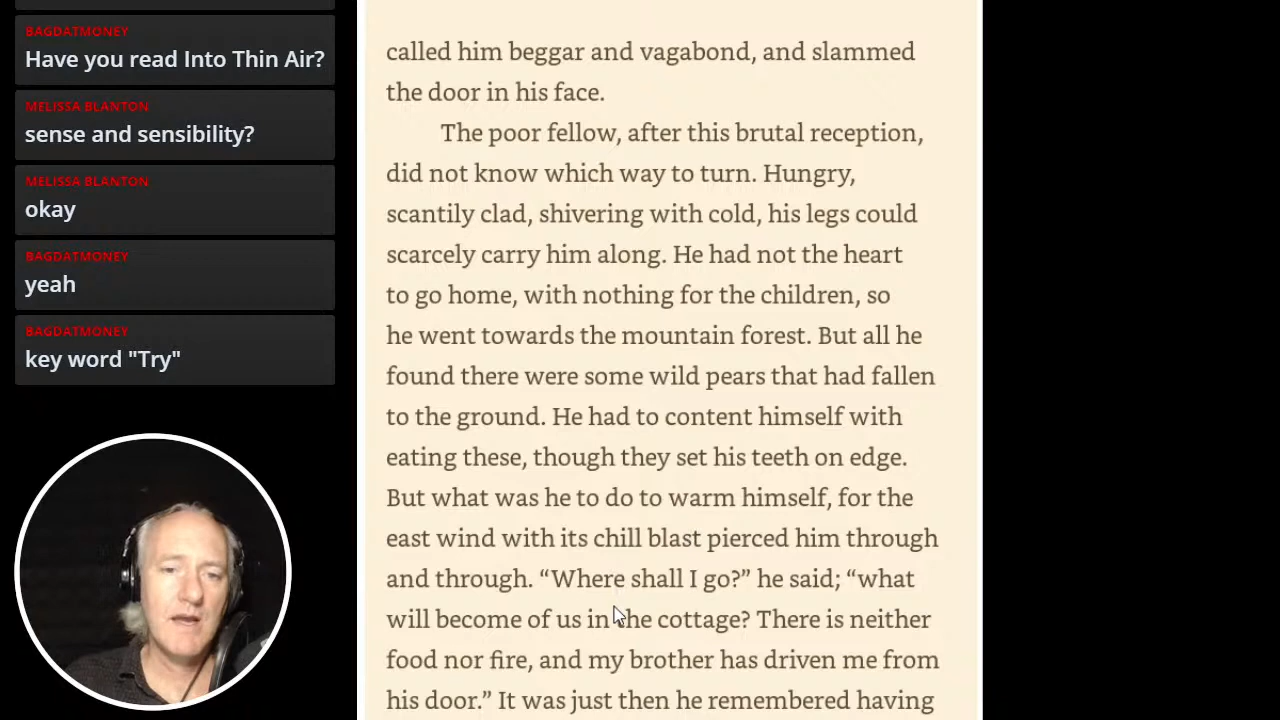 BAGDATMONEY
Have you read Into Thin Air?
MELISSA BLANTON
sense and sensibility?
MELISSA BLANTON
okay
BAGDATMONEY
yeah
BAGDATMONEY
key word "Try"
called him beggar and vagabond, and slammed
the door in his face.
The poor fellow, after this brutal reception,
did not know which way to turn. Hungry,
scantily clad, shivering with cold, his legs could
scarcely carry him along. He had not the heart
to go home, with nothing for the children, so
he went towards the mountain forest. But all he
found there were some wild pears that had fallen
to the ground. He had to content himself with
eating these, though they set his teeth on edge.
But what was he to do to warm himself, for the
east wind with its chill blast pierced him through
and through. “Where shall I go?” he said; “what
will become of us in the cottage? There is neither
food nor fire, and my brother has driven me from
his door.” It was just then he remembered having